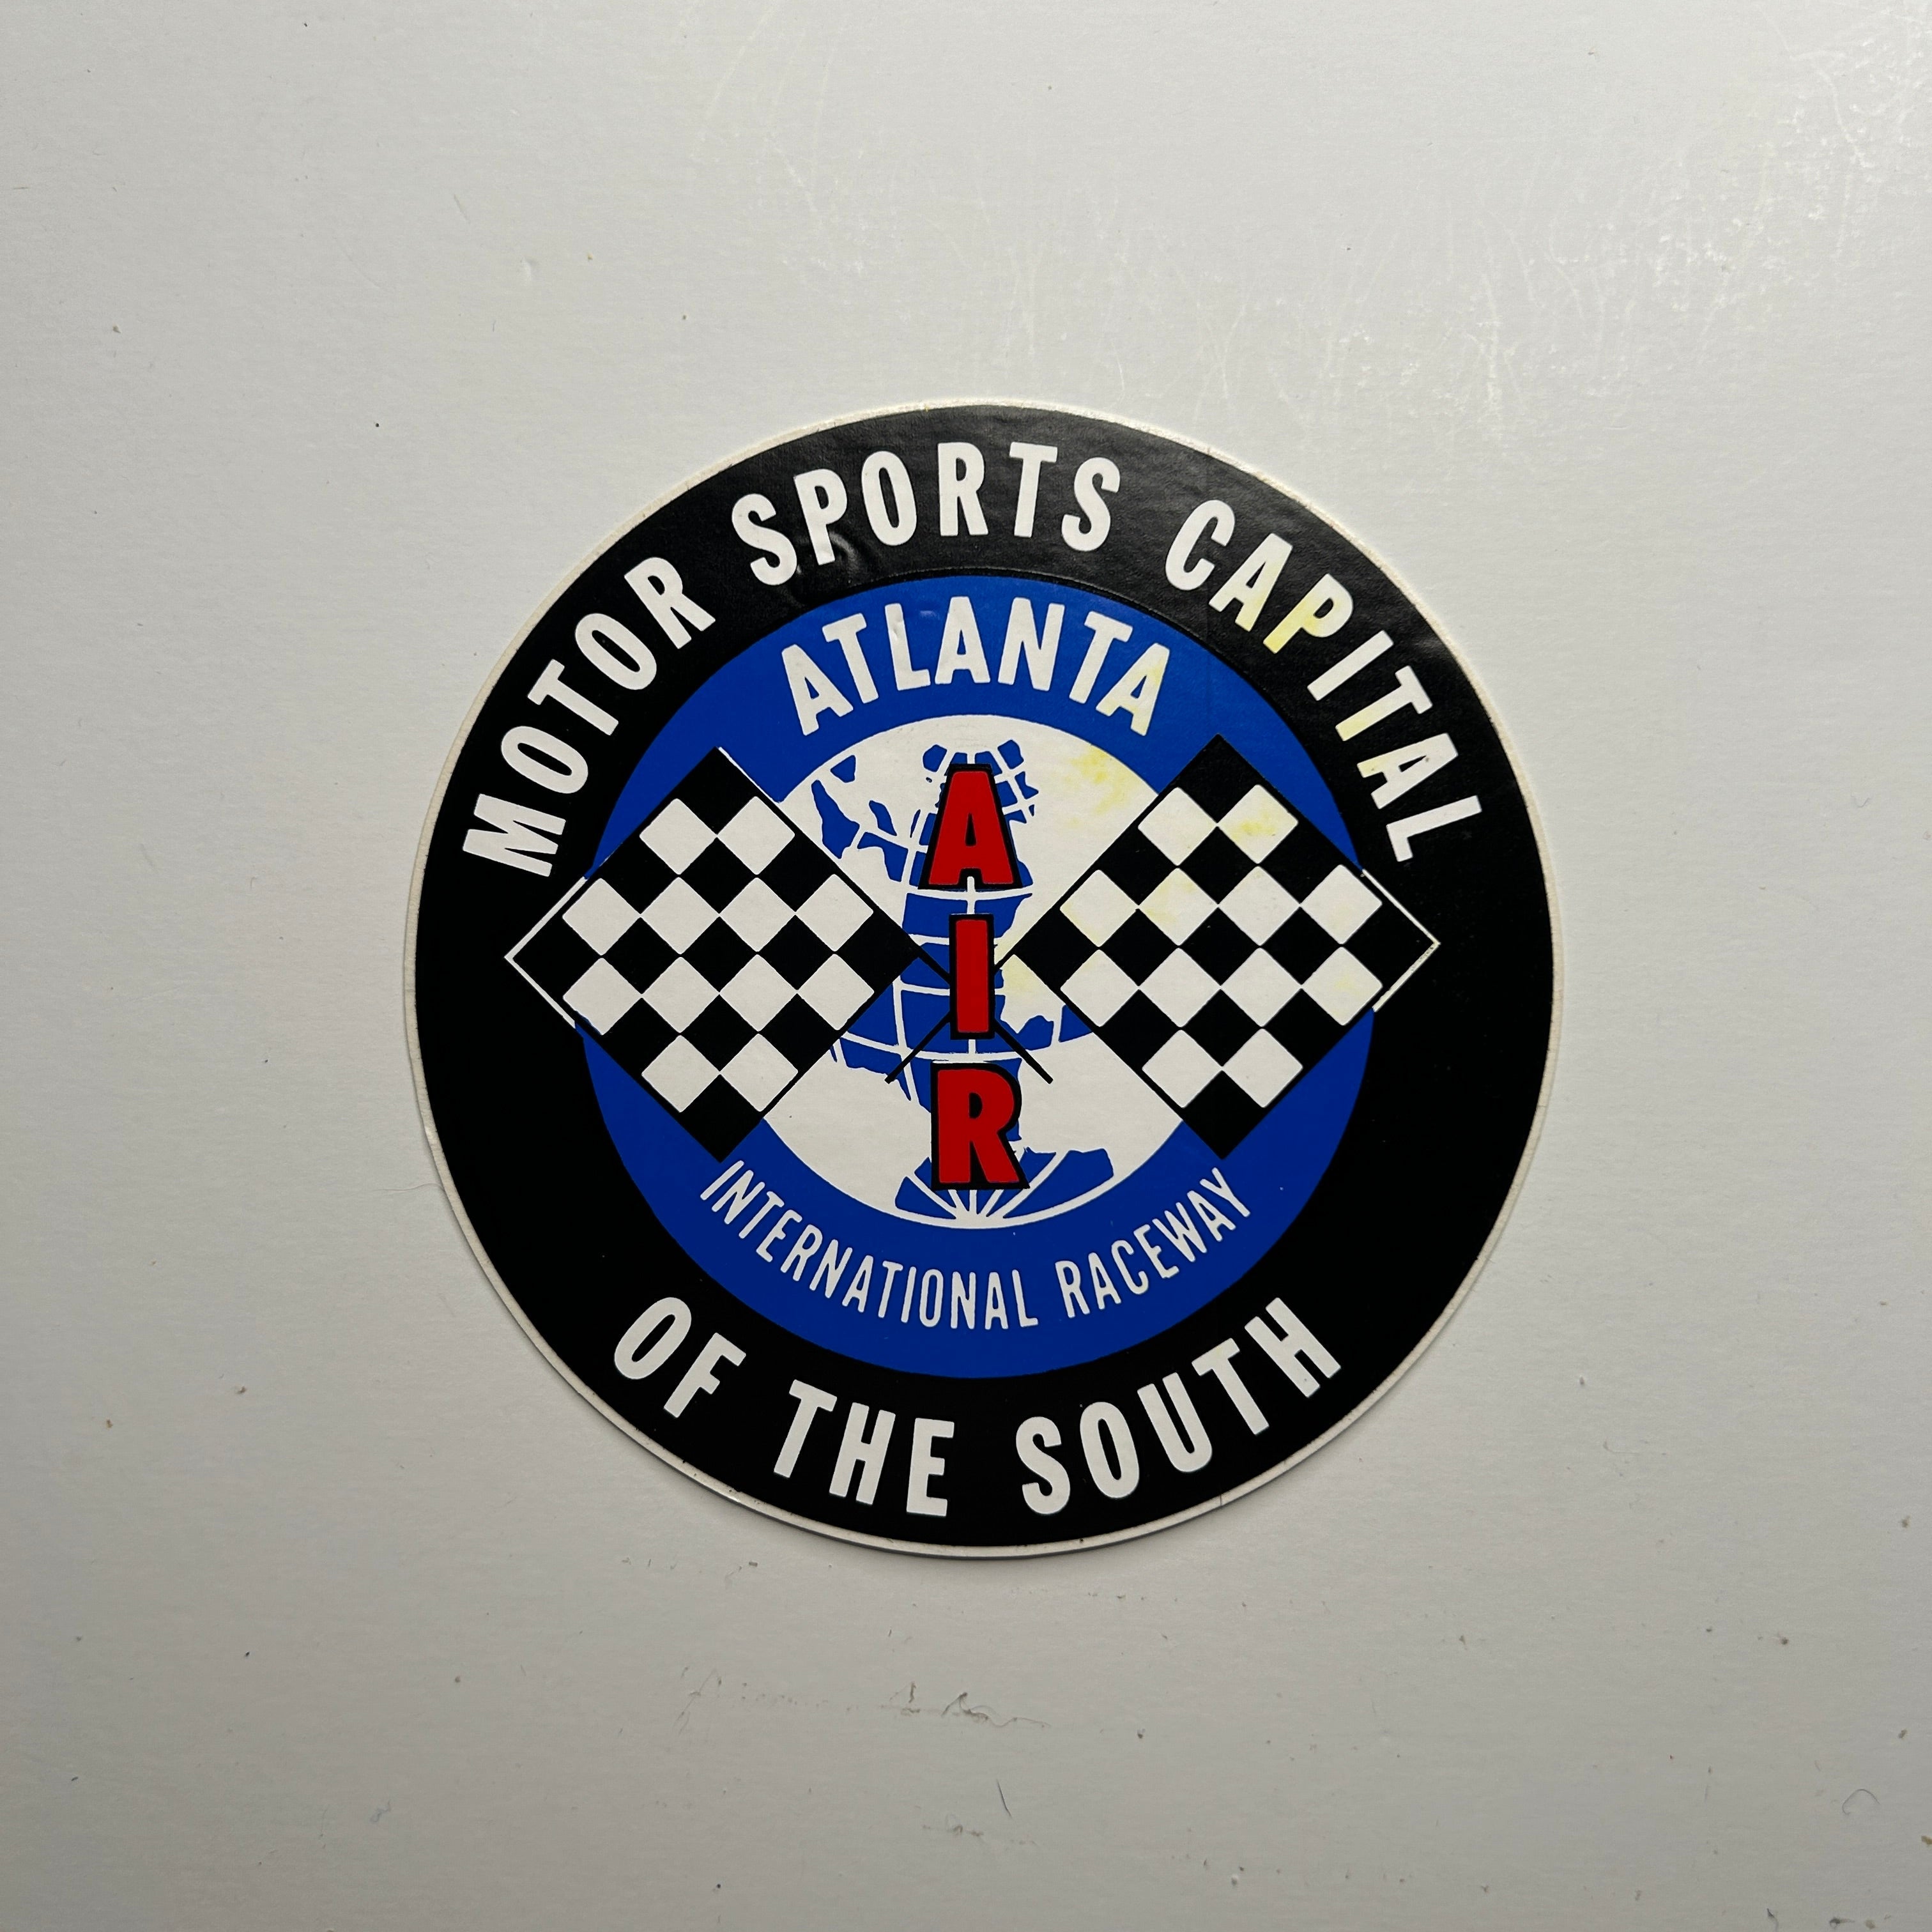 MOTOR SPORTS CAPITAL
ATLANTA
AIR
INTERNATIONAL RACEWAY
OF THE SOUTH